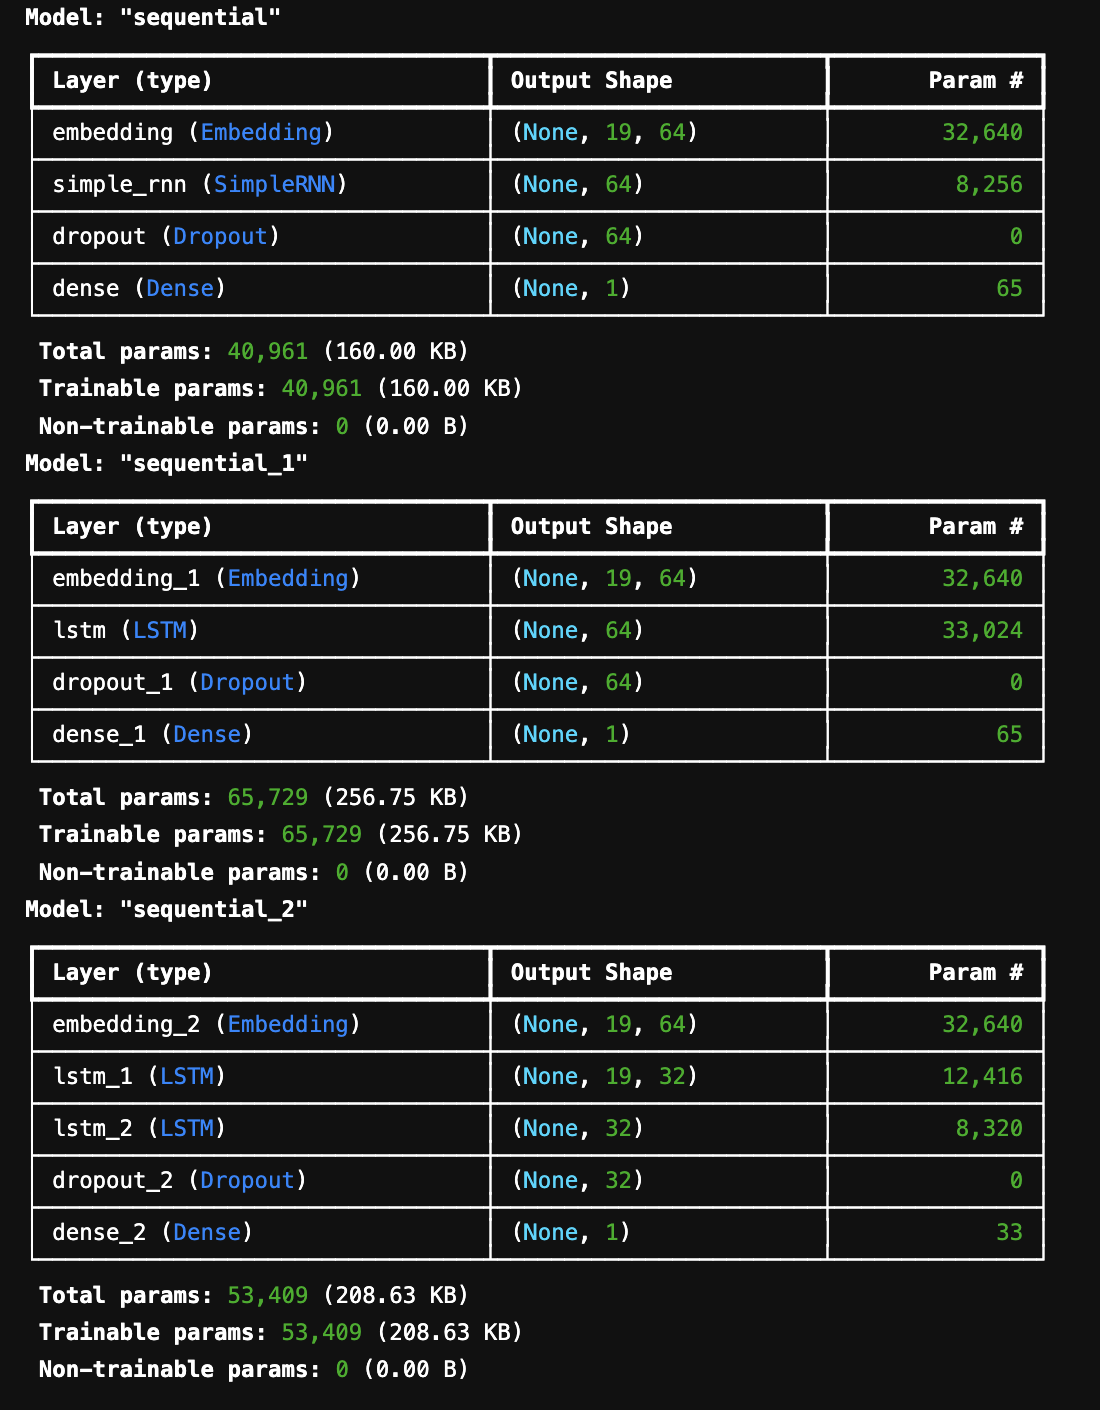 Model: "sequential"
Layer (type) Output Shape Param #
embedding (Embedding) (None, 19, 64) 32,640
simple_rnn (SimpleRNN) (None, 64) 8,256
dropout (Dropout) (None, 64) 0
dense (Dense) (None, 1) 65
Total params: 40,961 (160.00 KB)
Trainable params: 40,961 (160.00 KB)
Non-trainable params: 0 (0.00 B)
Model: "sequential_1"
Layer (type) Output Shape Param #
embedding_1 (Embedding) (None, 19, 64) 32,640
lstm (LSTM) (None, 64) 33,024
dropout_1 (Dropout) (None, 64) 0
dense_1 (Dense) (None, 1) 65
Total params: 65,729 (256.75 KB)
Trainable params: 65,729 (256.75 KB)
Non-trainable params: 0 (0.00 B)
Model: "sequential_2"
Layer (type) Output Shape Param #
embedding_2 (Embedding) (None, 19, 64) 32,640
lstm_1 (LSTM) (None, 19, 32) 12,416
lstm_2 (LSTM) (None, 32) 8,320
dropout_2 (Dropout) (None, 32) 0
dense_2 (Dense) (None, 1) 33
Total params: 53,409 (208.63 KB)
Trainable params: 53,409 (208.63 KB)
Non-trainable params: 0 (0.00 B)